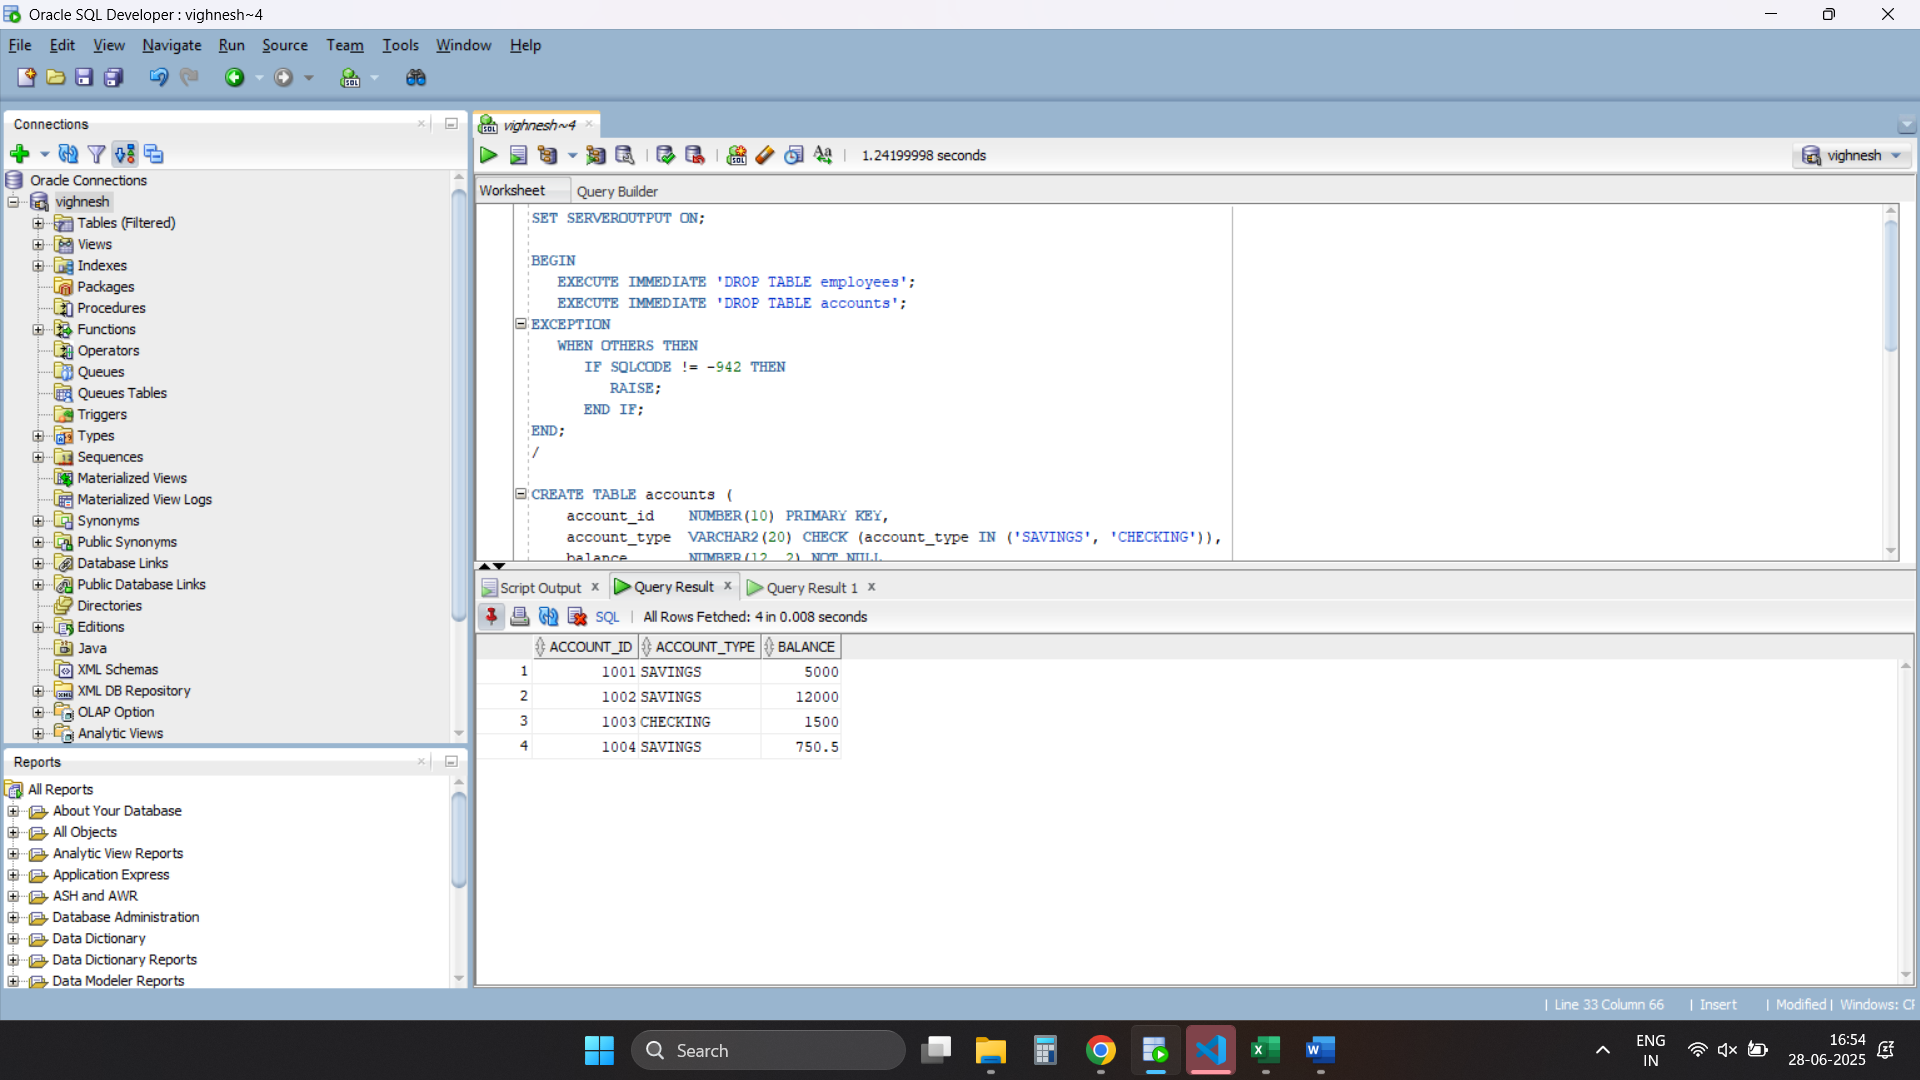 Oracle SQL Developer : vighnesh~4
File Edit View Navigate Run Source Team Tools Window Help
Connections
Oracle Connections
vighnesh
Tables (Filtered)
Views
Indexes
Packages
Procedures
Functions
Operators
Queues
Queues Tables
Triggers
Types
Sequences
Materialized Views
Materialized View Logs
Synonyms
Public Synonyms
Database Links
Public Database Links
Directories
Editions
Java
XML Schemas
XML DB Repository
OLAP Option
Analytic Views
Reports
All Reports
About Your Database
All Objects
Analytic View Reports
Application Express
ASH and AWR
Database Administration
Data Dictionary
Data Dictionary Reports
Data Modeler Reports
vighnesh~4
1.24199998 seconds
vighnesh
Worksheet Query Builder
SET SERVEROUTPUT ON;
BEGIN
EXECUTE IMMEDIATE 'DROP TABLE employees';
EXECUTE IMMEDIATE 'DROP TABLE accounts';
EXCEPTION
WHEN OTHERS THEN
IF SQLCODE != -942 THEN
RAISE;
END IF;
END;
/
CREATE TABLE accounts (
account_id NUMBER(10) PRIMARY KEY,
account_type VARCHAR2(20) CHECK (account_type IN ('SAVINGS', 'CHECKING')),
balance NUMBER(12, 2) NOT NULL
Script Output x Query Result x Query Result 1 x
SQL | All Rows Fetched: 4 in 0.008 seconds
ACCOUNT_ID ACCOUNT_TYPE BALANCE
1 1001 SAVINGS 5000
2 1002 SAVINGS 12000
3 1003 CHECKING 1500
4 1004 SAVINGS 750.5
| Line 33 Column 66 | Insert | Modified | Windows: CF
Search
ENG
IN
16:54
28-06-2025